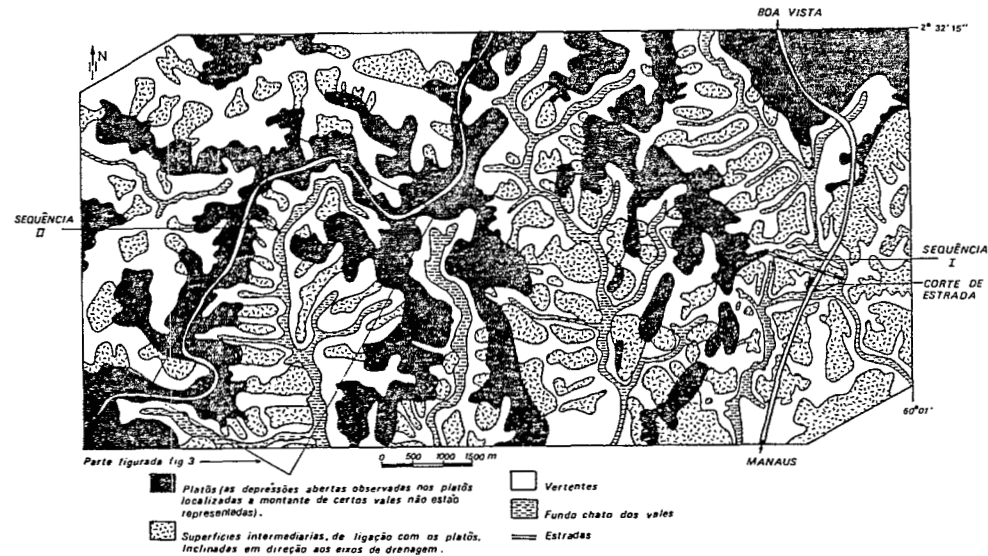 BOA VISTA
2° 32' 15"
N
SEQUÊNCIA
II
SEQUÊNCIA
I
CORTE DE
ESTRADA
60° 01'
Parte figurada fig 3
0 500 1000 1500 m
MANAUS
Platôs (as depressões abertas observadas nos platôs
localizadas a montante de certos vales não estão
representadas).
Superfícies intermediarias, de ligação com os platôs.
Inclinadas em direção aos eixos de drenagem.
Vertentes
Fundo chato dos vales
Estradas